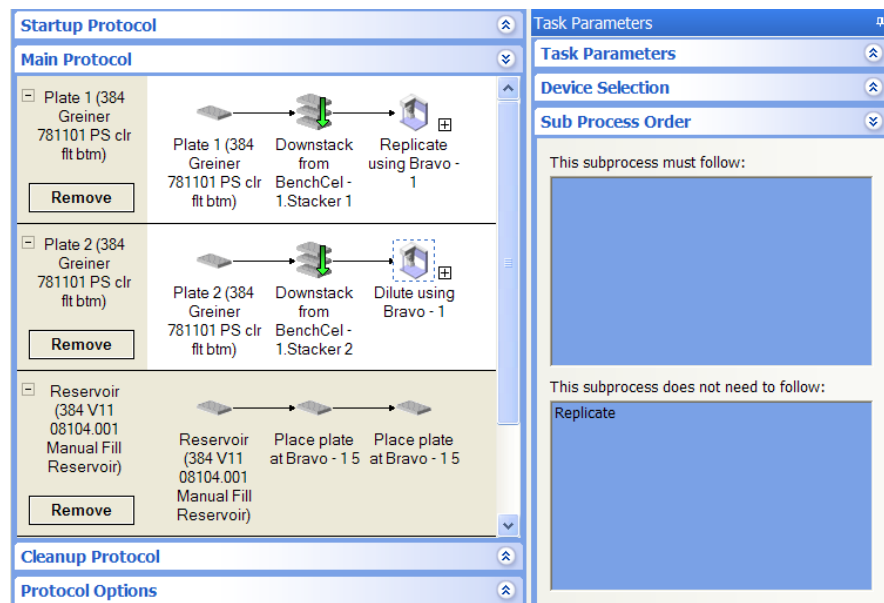 Startup Protocol
Main Protocol
Plate 1 (384
Greiner
781101 PS clr
flt btm)
Remove
Plate 1 (384
Greiner
781101 PS clr
flt btm)
Downstack
from
BenchCel -
1.Stacker 1
Replicate
using Bravo -
1
Plate 2 (384
Greiner
781101 PS clr
flt btm)
Remove
Plate 2 (384
Greiner
781101 PS clr
flt btm)
Downstack
from
BenchCel -
1.Stacker 2
Dilute using
Bravo - 1
Reservoir
(384 V11
08104.001
Manual Fill
Reservoir)
Remove
Reservoir
(384 V11
08104.001
Manual Fill
Reservoir)
Place plate
at Bravo - 1 5
Place plate
at Bravo - 1 5
Cleanup Protocol
Protocol Options
Task Parameters
Task Parameters
Device Selection
Sub Process Order
This subprocess must follow:
This subprocess does not need to follow:
Replicate